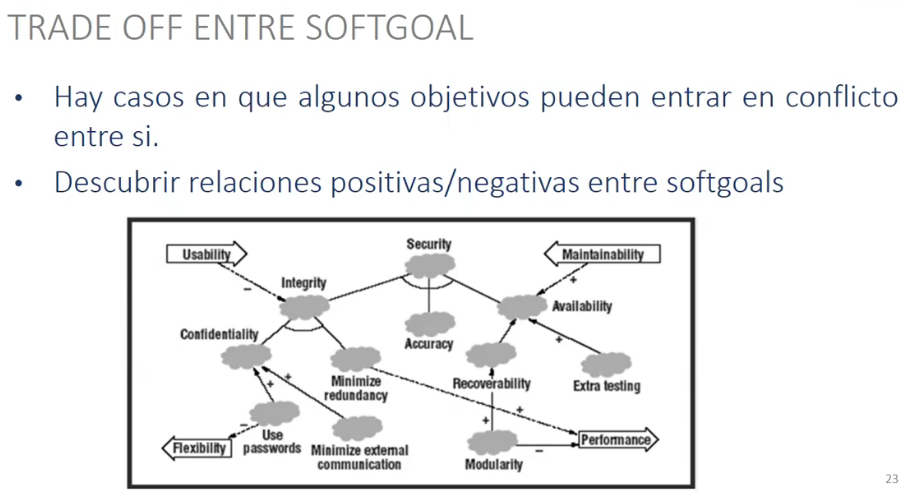 TRADE OFF ENTRE SOFTGOAL
• Hay casos en que algunos objetivos pueden entrar en conflicto
entre si.
• Descubrir relaciones positivas/negativas entre softgoals
Security
Usability
Maintainability
Integrity
–
+
Availability
Confidentiality
Accuracy
+
+
+
Minimize
redundancy
Recoverability
Extra testing
+
+
–
Use
passwords
Flexibility
Minimize external
communication
Modularity
–
Performance
23